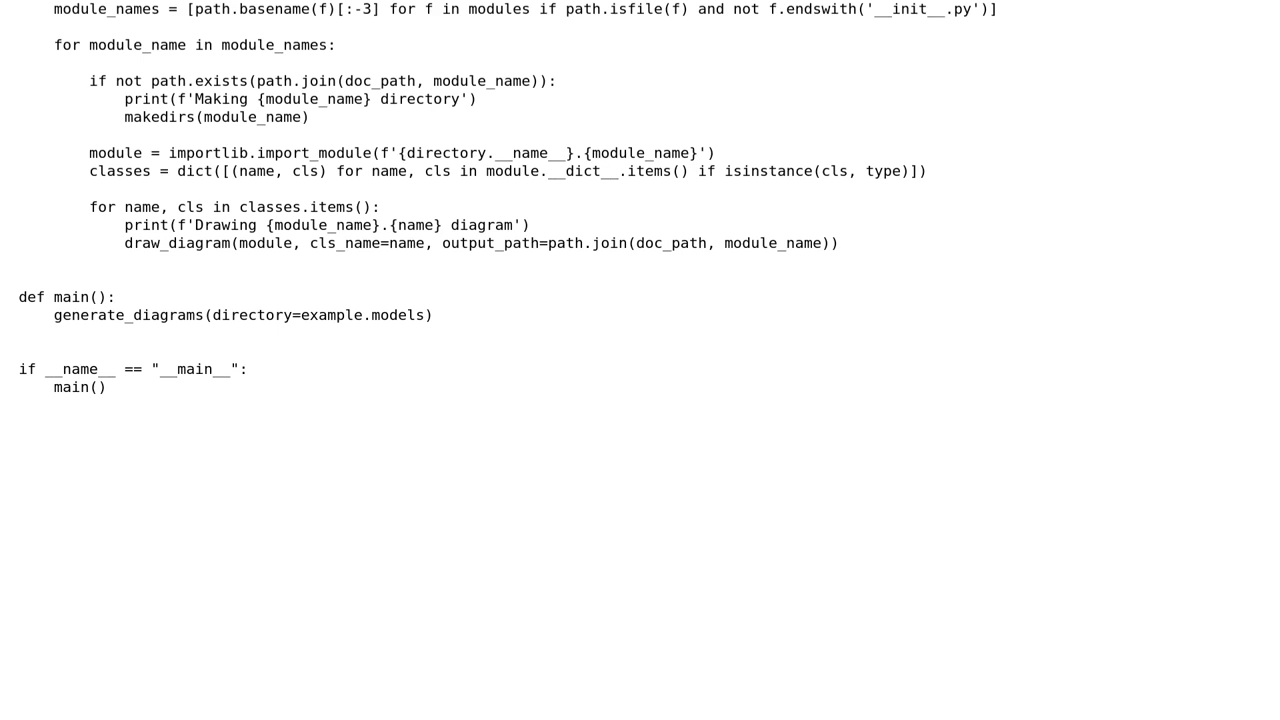 module_names = [path.basename(f)[:-3] for f in modules if path.isfile(f) and not f.endswith('__init__.py')]
for module_name in module_names:
if not path.exists(path.join(doc_path, module_name)):
print(f'Making {module_name} directory')
makedirs(module_name)
module = importlib.import_module(f'{directory.__name__}.{module_name}')
classes = dict([(name, cls) for name, cls in module.__dict__.items() if isinstance(cls, type)])
for name, cls in classes.items():
print(f'Drawing {module_name}.{name} diagram')
draw_diagram(module, cls_name=name, output_path=path.join(doc_path, module_name))
def main():
generate_diagrams(directory=example.models)
if __name__ == "__main__":
main()